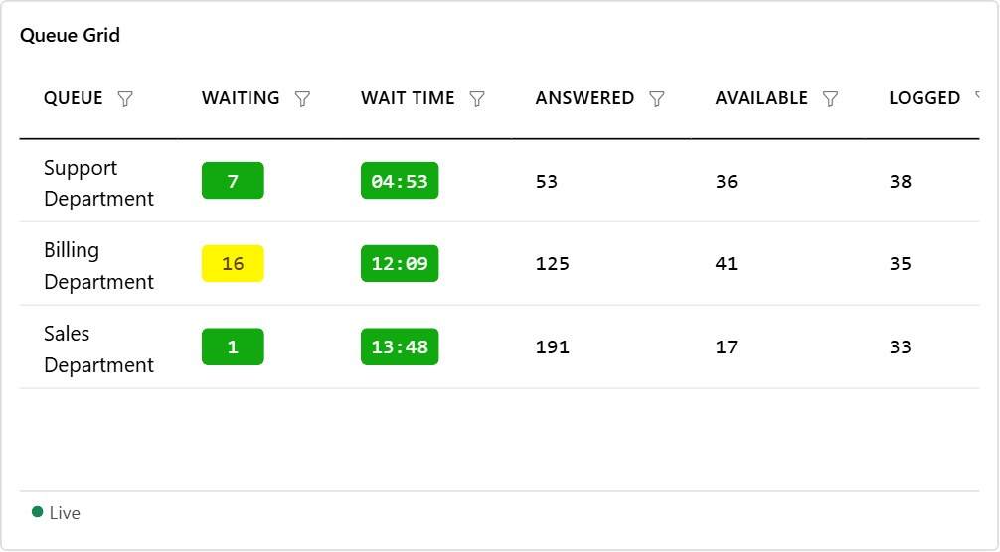 Queue Grid
QUEUE WAITING WAIT TIME ANSWERED AVAILABLE LOGGED
Support
Department 7 04:53 53 36 38
Billing
Department 16 12:09 125 41 35
Sales
Department 1 13:48 191 17 33
Live